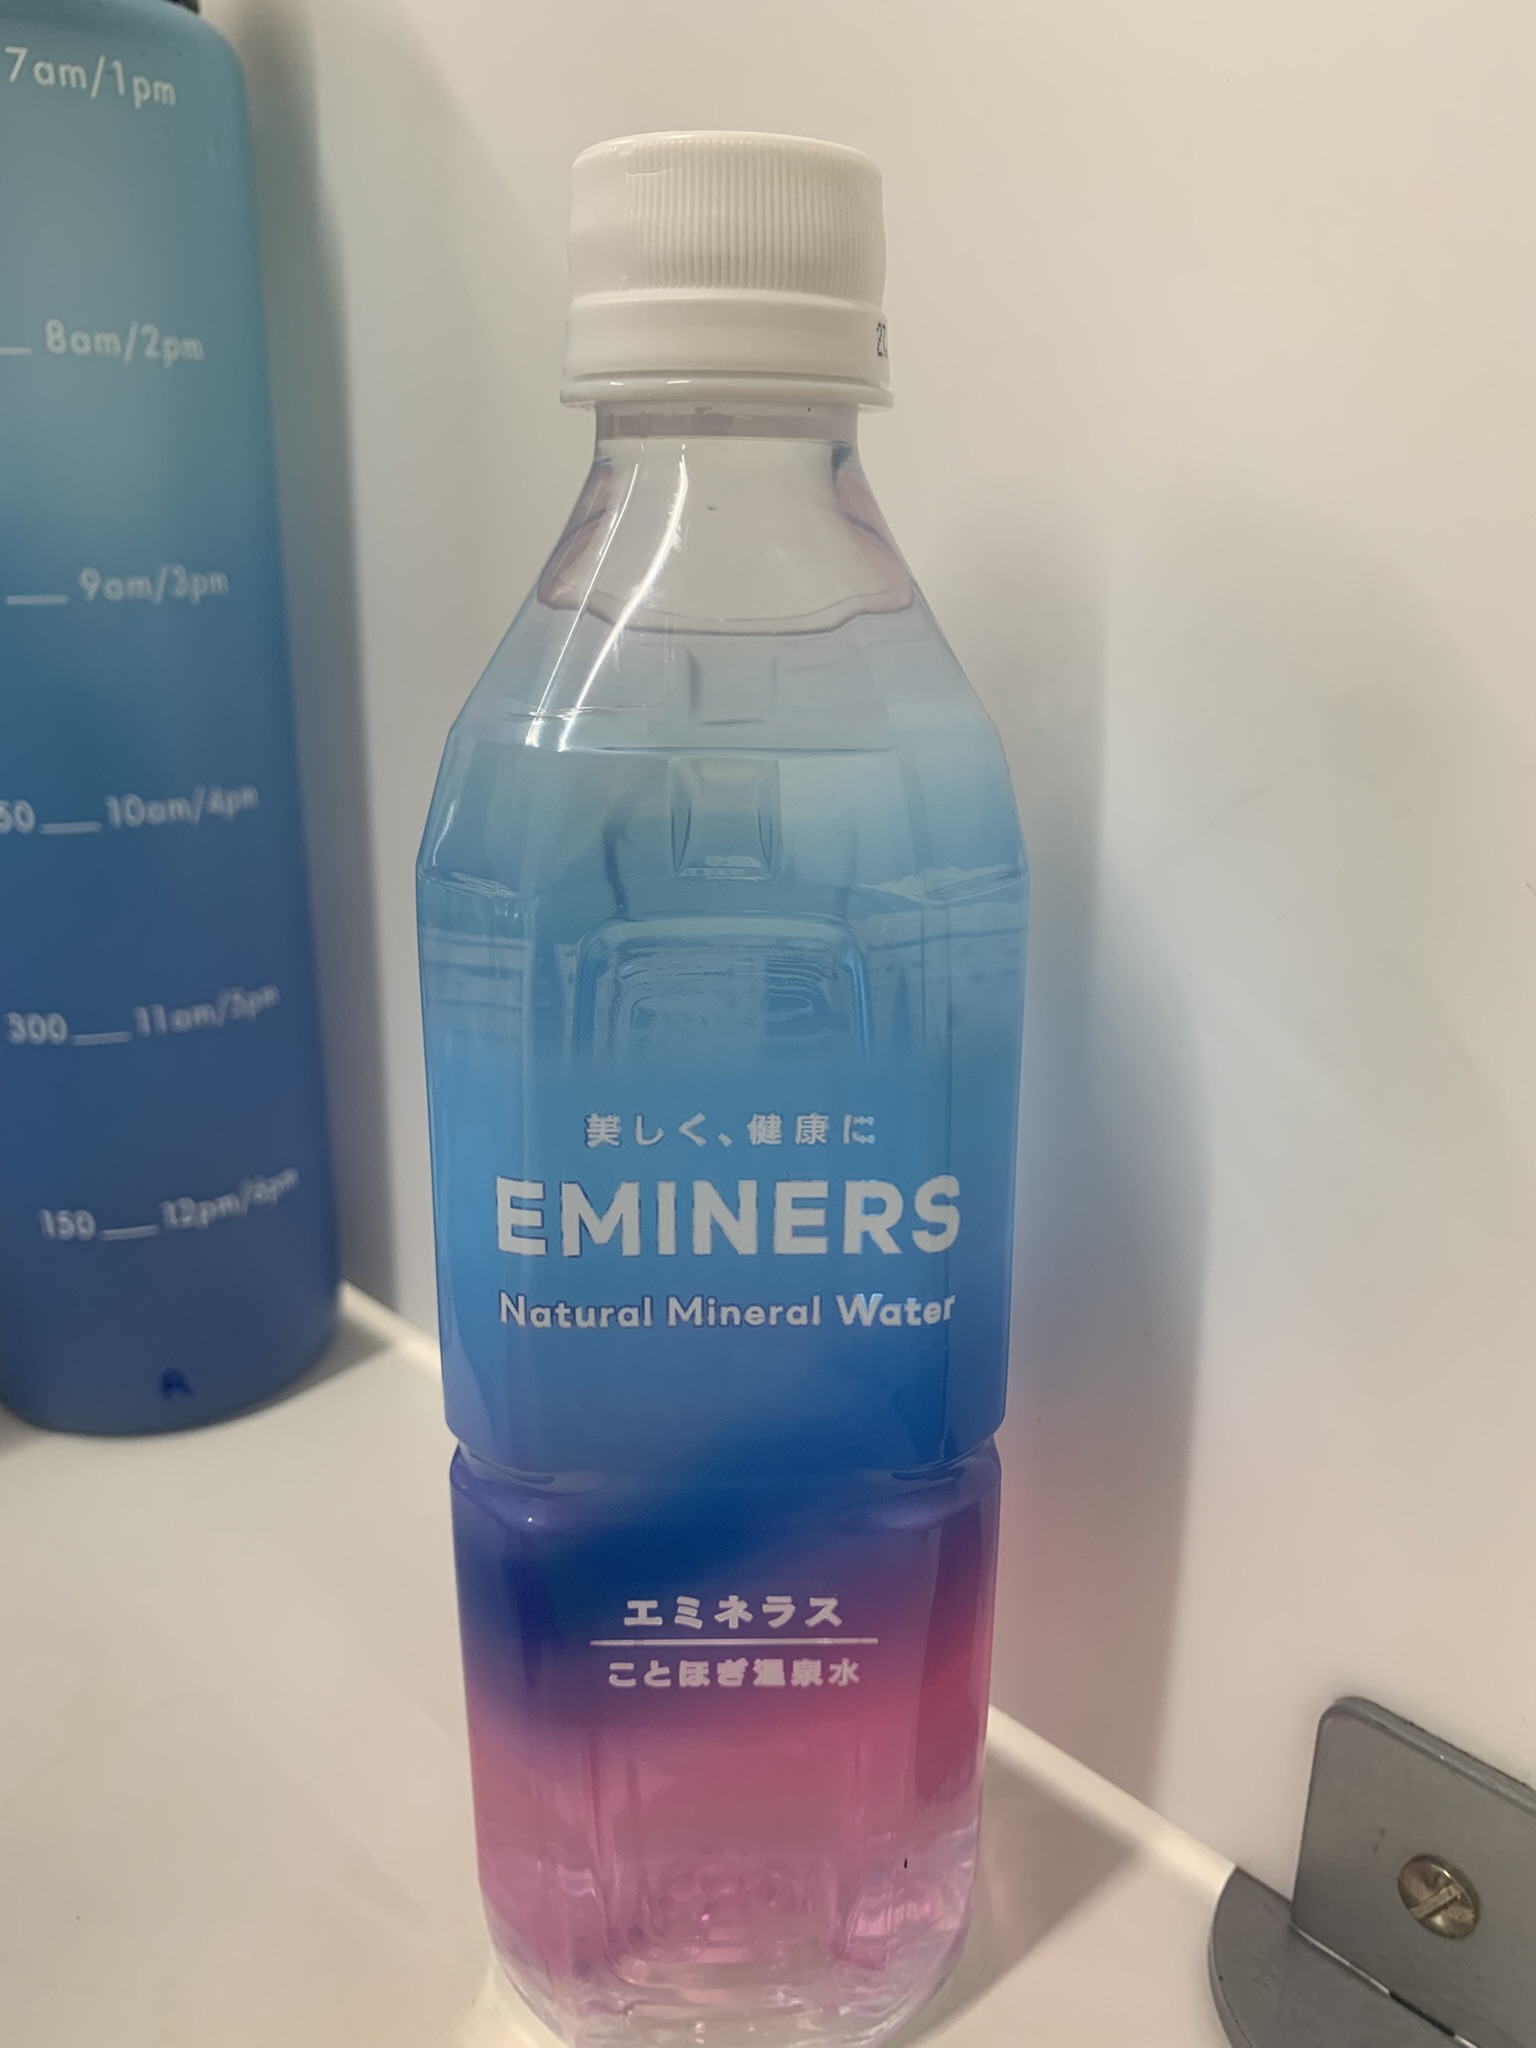 7am/1pm
8am/2pm
9am/3pm
50 10am/4pm
300 11am/5pm
150 12pm/6pm
美しく、健康に
EMINERS
Natural Mineral Water
エミネラス
ことほぎ温泉水